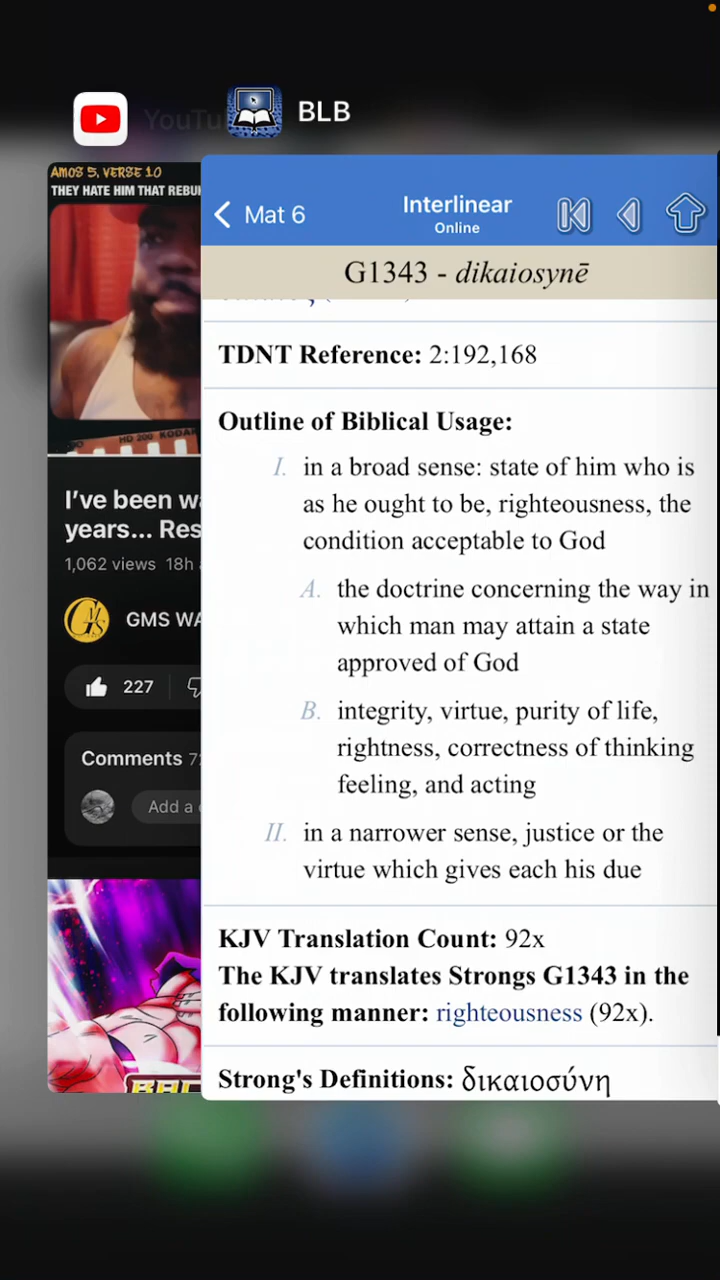 YouTu
BLB
AMOS 5, VERSE 10
THEY HATE HIM THAT REBU
HD 200 KODA
I've been wa
years... Res
1,062 views 18h
GMS WA
227
Comments 7
Add a
Mat 6
Interlinear
Online
G1343 - dikaiosynē
TDNT Reference: 2:192,168
Outline of Biblical Usage:
I. in a broad sense: state of him who is
as he ought to be, righteousness, the
condition acceptable to God
A. the doctrine concerning the way in
which man may attain a state
approved of God
B. integrity, virtue, purity of life,
rightness, correctness of thinking
feeling, and acting
II. in a narrower sense, justice or the
virtue which gives each his due
KJV Translation Count: 92x
The KJV translates Strongs G1343 in the
following manner: righteousness (92x).
Strong's Definitions: δικαιοσύνη